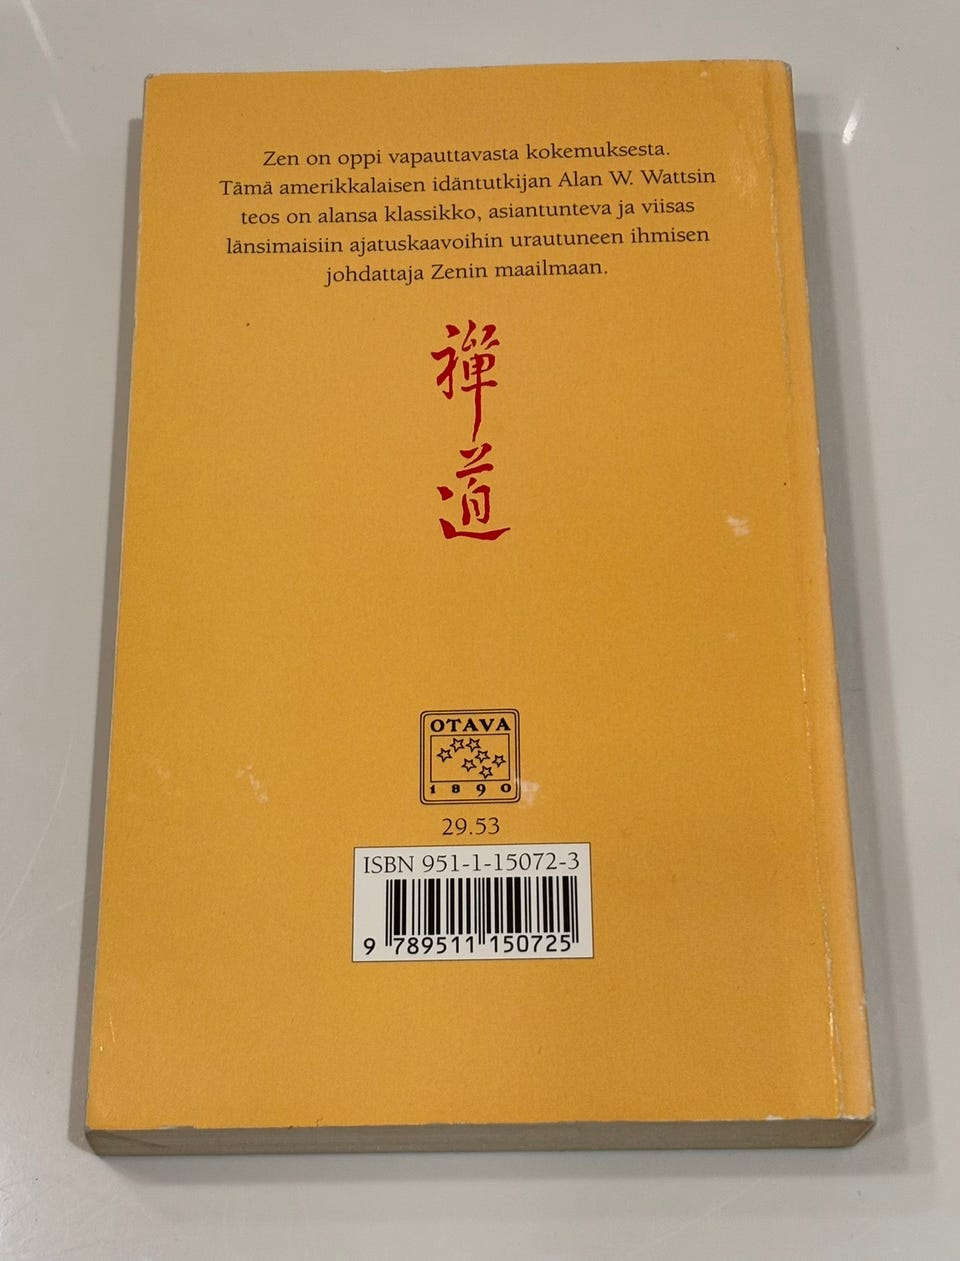 Zen on oppi vapauttavasta kokemuksesta.
Tämä amerikkalaisen idäntutkijan Alan W. Wattsin
teos on alansa klassikko, asiantunteva ja viisas
länsimaisiin ajatuskaavoihin urautuneen ihmisen
johdattaja Zenin maailmaan.
禅道
OTAVA
1890
29.53
ISBN 951-1-15072-3
9 789511 150725